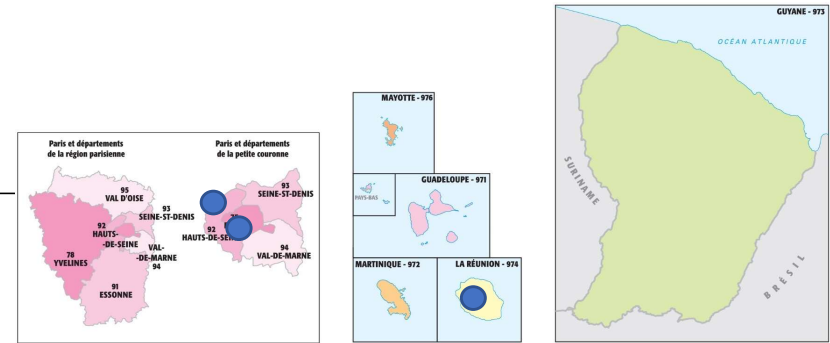 Paris et départements
de la région parisienne
95
VAL D'OISE
93
SEINE-ST-DENIS
92
HAUTS-
-DE-SEINE
VAL-
-DE-MARNE
94
78
YVELINES
91
ESSONNE
Paris et départements
de la petite couronne
93
SEINE-ST-DENIS
92
94
VAL-DE-MARNE
MAYOTTE - 976
GUADELOUPE - 971
PAYS-BAS
MARTINIQUE - 972
LA RÉUNION - 974
GUYANE - 973
OCÉAN ATLANTIQUE
SURINAME
BRÉSIL